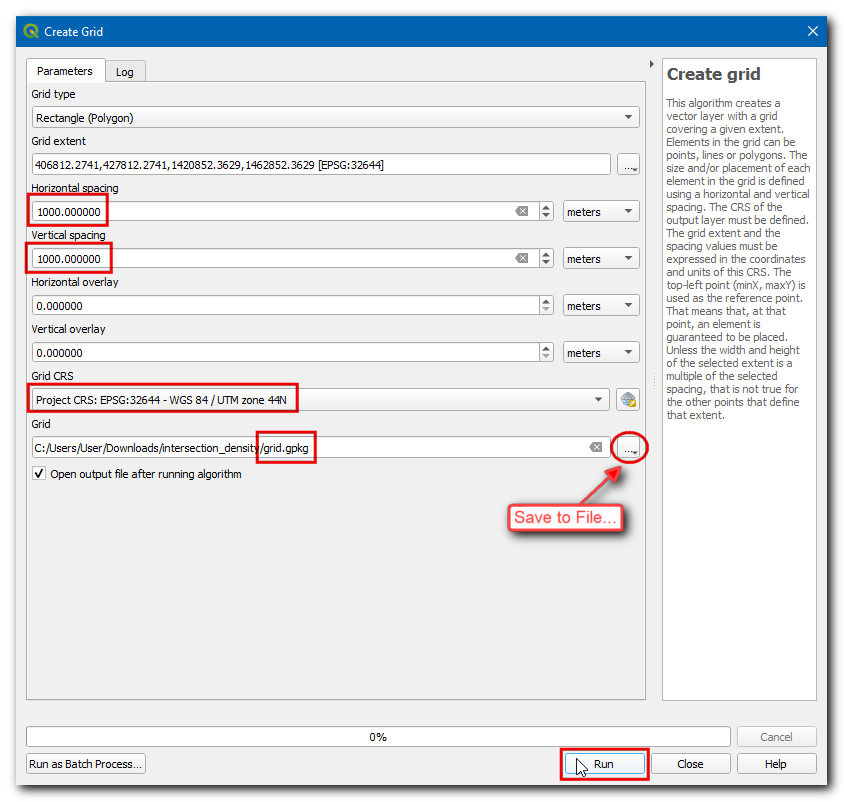 Create Grid
Parameters
Log
Grid type
Rectangle (Polygon)
Grid extent
406812.2741,427812.2741,1420852.3629,1462852.3629 [EPSG:32644]
...
Horizontal spacing
1000.000000
meters
Vertical spacing
1000.000000
meters
Horizontal overlay
0.000000
meters
Vertical overlay
0.000000
meters
Grid CRS
Project CRS: EPSG:32644 - WGS 84 / UTM zone 44N
Grid
C:/Users/User/Downloads/intersection_density/grid.gpkg
...
Open output file after running algorithm
Save to File...
0%
Cancel
Run as Batch Process...
Run
Close
Help
Create grid
This algorithm creates a
vector layer with a grid
covering a given extent.
Elements in the grid can be
points, lines or polygons. The
size and/or placement of each
element in the grid is defined
using a horizontal and vertical
spacing. The CRS of the
output layer must be defined.
The grid extent and the
spacing values must be
expressed in the coordinates
and units of this CRS. The
top-left point (minX, maxY) is
used as the reference point.
That means that, at that
point, an element is
guaranteed to be placed.
Unless the width and height
of the selected extent is a
multiple of the selected
spacing, that is not true for
the other points that define
that extent.